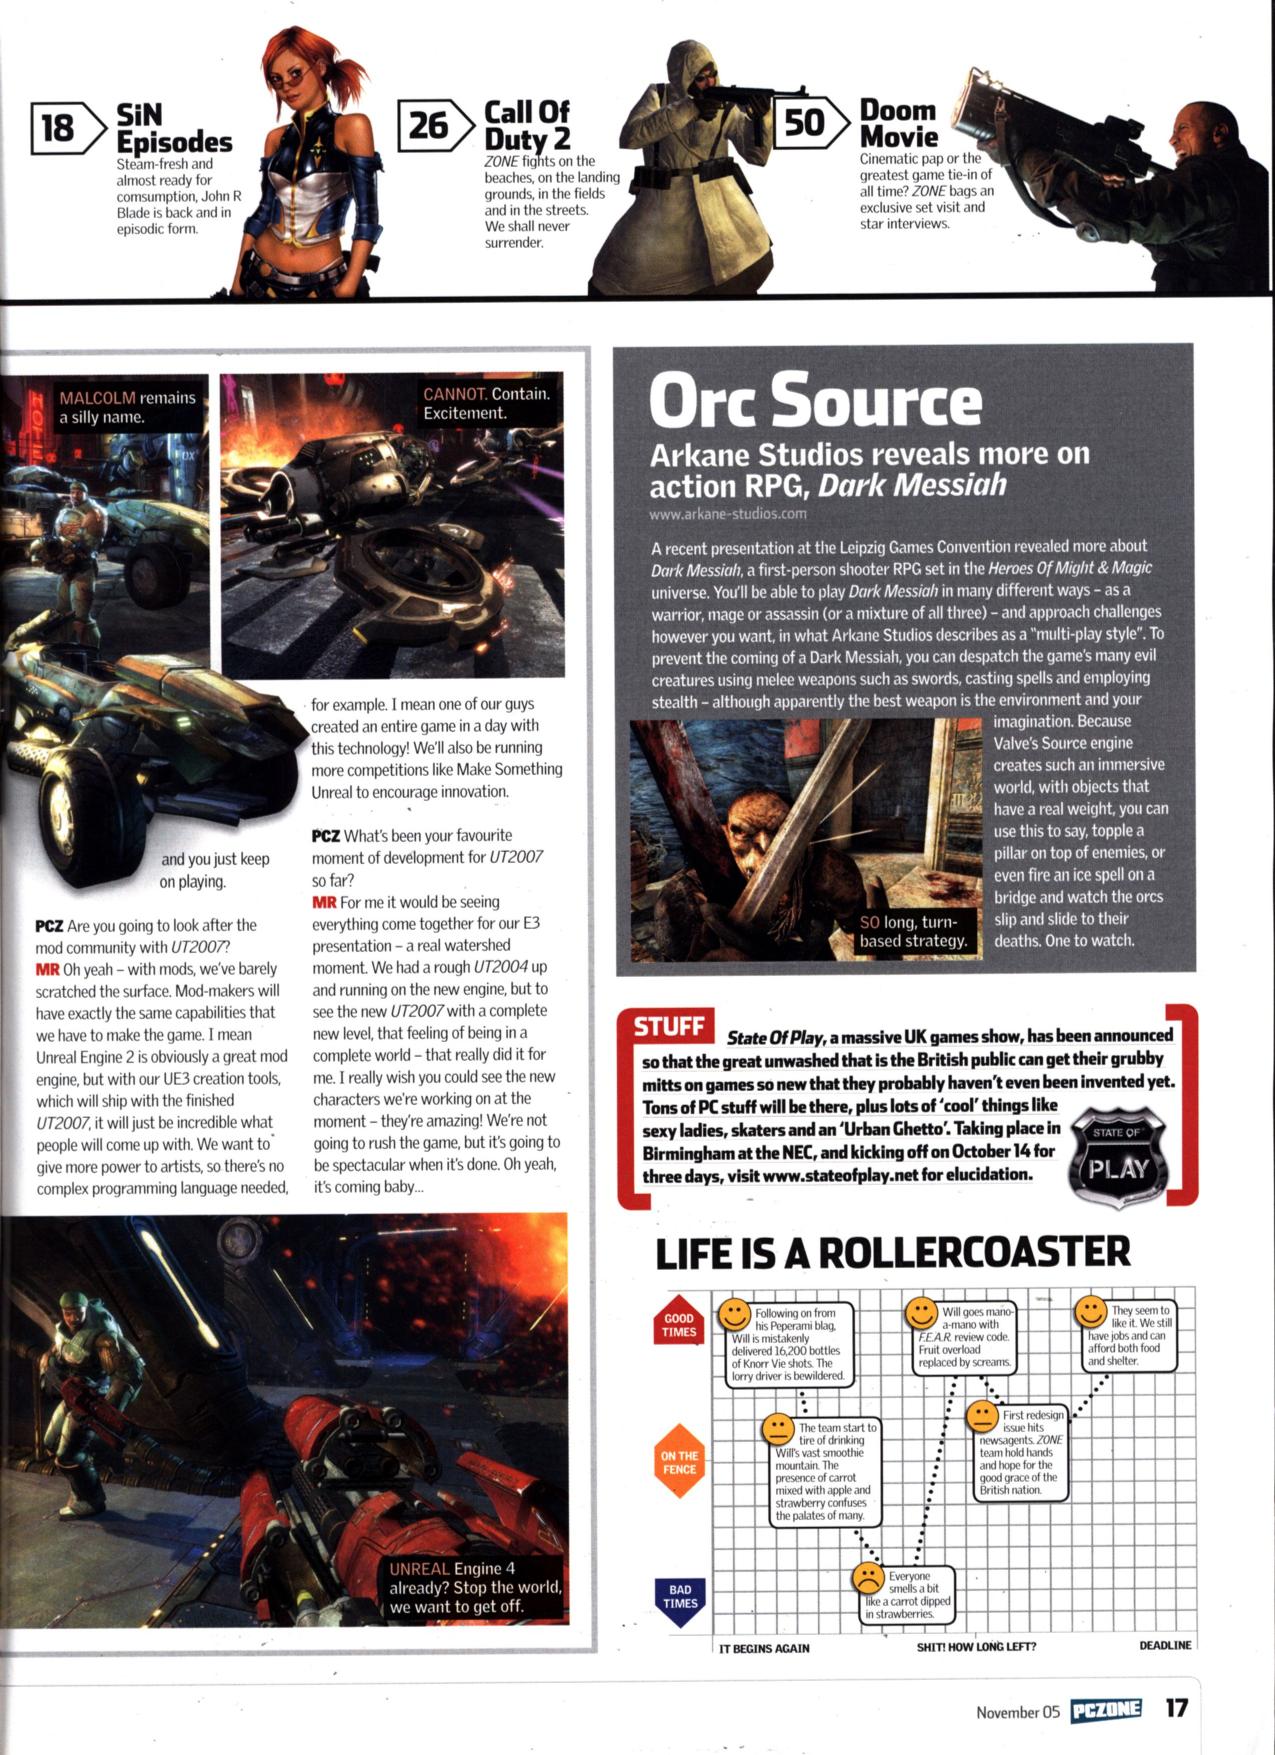 18
SiN
Episodes
Steam-fresh and
almost ready for
comsumption, John R
Blade is back and in
episodic form.
26
Call Of
Duty 2
ZONE fights on the
beaches, on the landing
grounds, in the fields
and in the streets.
We shall never
surrender.
50
Doom
Movie
Cinematic pap or the
greatest game tie-in of
all time? ZONE bags an
exclusive set visit and
star interviews.
MALCOLM remains
a silly name.
CANNOT. Contain.
Excitement.
and you just keep
on playing.
PCZ Are you going to look after the
mod community with UT2007?
MR Oh yeah – with mods, we've barely
scratched the surface. Mod-makers will
have exactly the same capabilities that
we have to make the game. I mean
Unreal Engine 2 is obviously a great mod
engine, but with our UE3 creation tools,
which will ship with the finished
UT2007, it will just be incredible what
people will come up with. We want to
give more power to artists, so there's no
complex programming language needed,
for example. I mean one of our guys
created an entire game in a day with
this technology! We'll also be running
more competitions like Make Something
Unreal to encourage innovation.
PCZ What's been your favourite
moment of development for UT2007
so far?
MR For me it would be seeing
everything come together for our E3
presentation – a real watershed
moment. We had a rough UT2004 up
and running on the new engine, but to
see the new UT2007 with a complete
new level, that feeling of being in a
complete world – that really did it for
me. I really wish you could see the new
characters we're working on at the
moment – they're amazing! We're not
going to rush the game, but it's going to
be spectacular when it's done. Oh yeah,
it's coming baby...
UNREAL Engine 4
already? Stop the world,
we want to get off.
Orc Source
Arkane Studios reveals more on
action RPG, Dark Messiah
www.arkane-studios.com
A recent presentation at the Leipzig Games Convention revealed more about
Dark Messiah, a first-person shooter RPG set in the Heroes Of Might & Magic
universe. You'll be able to play Dark Messiah in many different ways – as a
warrior, mage or assassin (or a mixture of all three) – and approach challenges
however you want, in what Arkane Studios describes as a "multi-play style". To
prevent the coming of a Dark Messiah, you can despatch the game's many evil
creatures using melee weapons such as swords, casting spells and employing
stealth – although apparently the best weapon is the environment and your
imagination. Because
Valve's Source engine
creates such an immersive
world, with objects that
have a real weight, you can
use this to say, topple a
pillar on top of enemies, or
even fire an ice spell on a
bridge and watch the orcs
slip and slide to their
deaths. One to watch.
SO long, turn-
based strategy.
STUFF
State Of Play, a massive UK games show, has been announced
so that the great unwashed that is the British public can get their grubby
mitts on games so new that they probably haven't even been invented yet.
Tons of PC stuff will be there, plus lots of 'cool' things like
sexy ladies, skaters and an 'Urban Ghetto'. Taking place in
Birmingham at the NEC, and kicking off on October 14 for
three days, visit www.stateofplay.net for elucidation.
STATE OF
PLAY
LIFE IS A ROLLERCOASTER
GOOD
TIMES
ON THE
FENCE
BAD
TIMES
Following on from
his Peperami blag,
Will is mistakenly
delivered 16,200 bottles
of Knorr Vie shots. The
lorry driver is bewildered.
The team start to
tire of drinking
Will's vast smoothie
mountain. The
presence of carrot
mixed with apple and
strawberry confuses
the palates of many.
Everyone
smells a bit
like a carrot dipped
in strawberries.
Will goes mano-
a-mano with
F.E.A.R. review code.
Fruit overload
replaced by screams.
First redesign
issue hits
newsagents. ZONE
team hold hands
and hope for the
good grace of the
British nation.
They seem to
like it. We still
have jobs and can
afford both food
and shelter.
IT BEGINS AGAIN
SHIT! HOW LONG LEFT?
DEADLINE
November 05 PCZONE 17